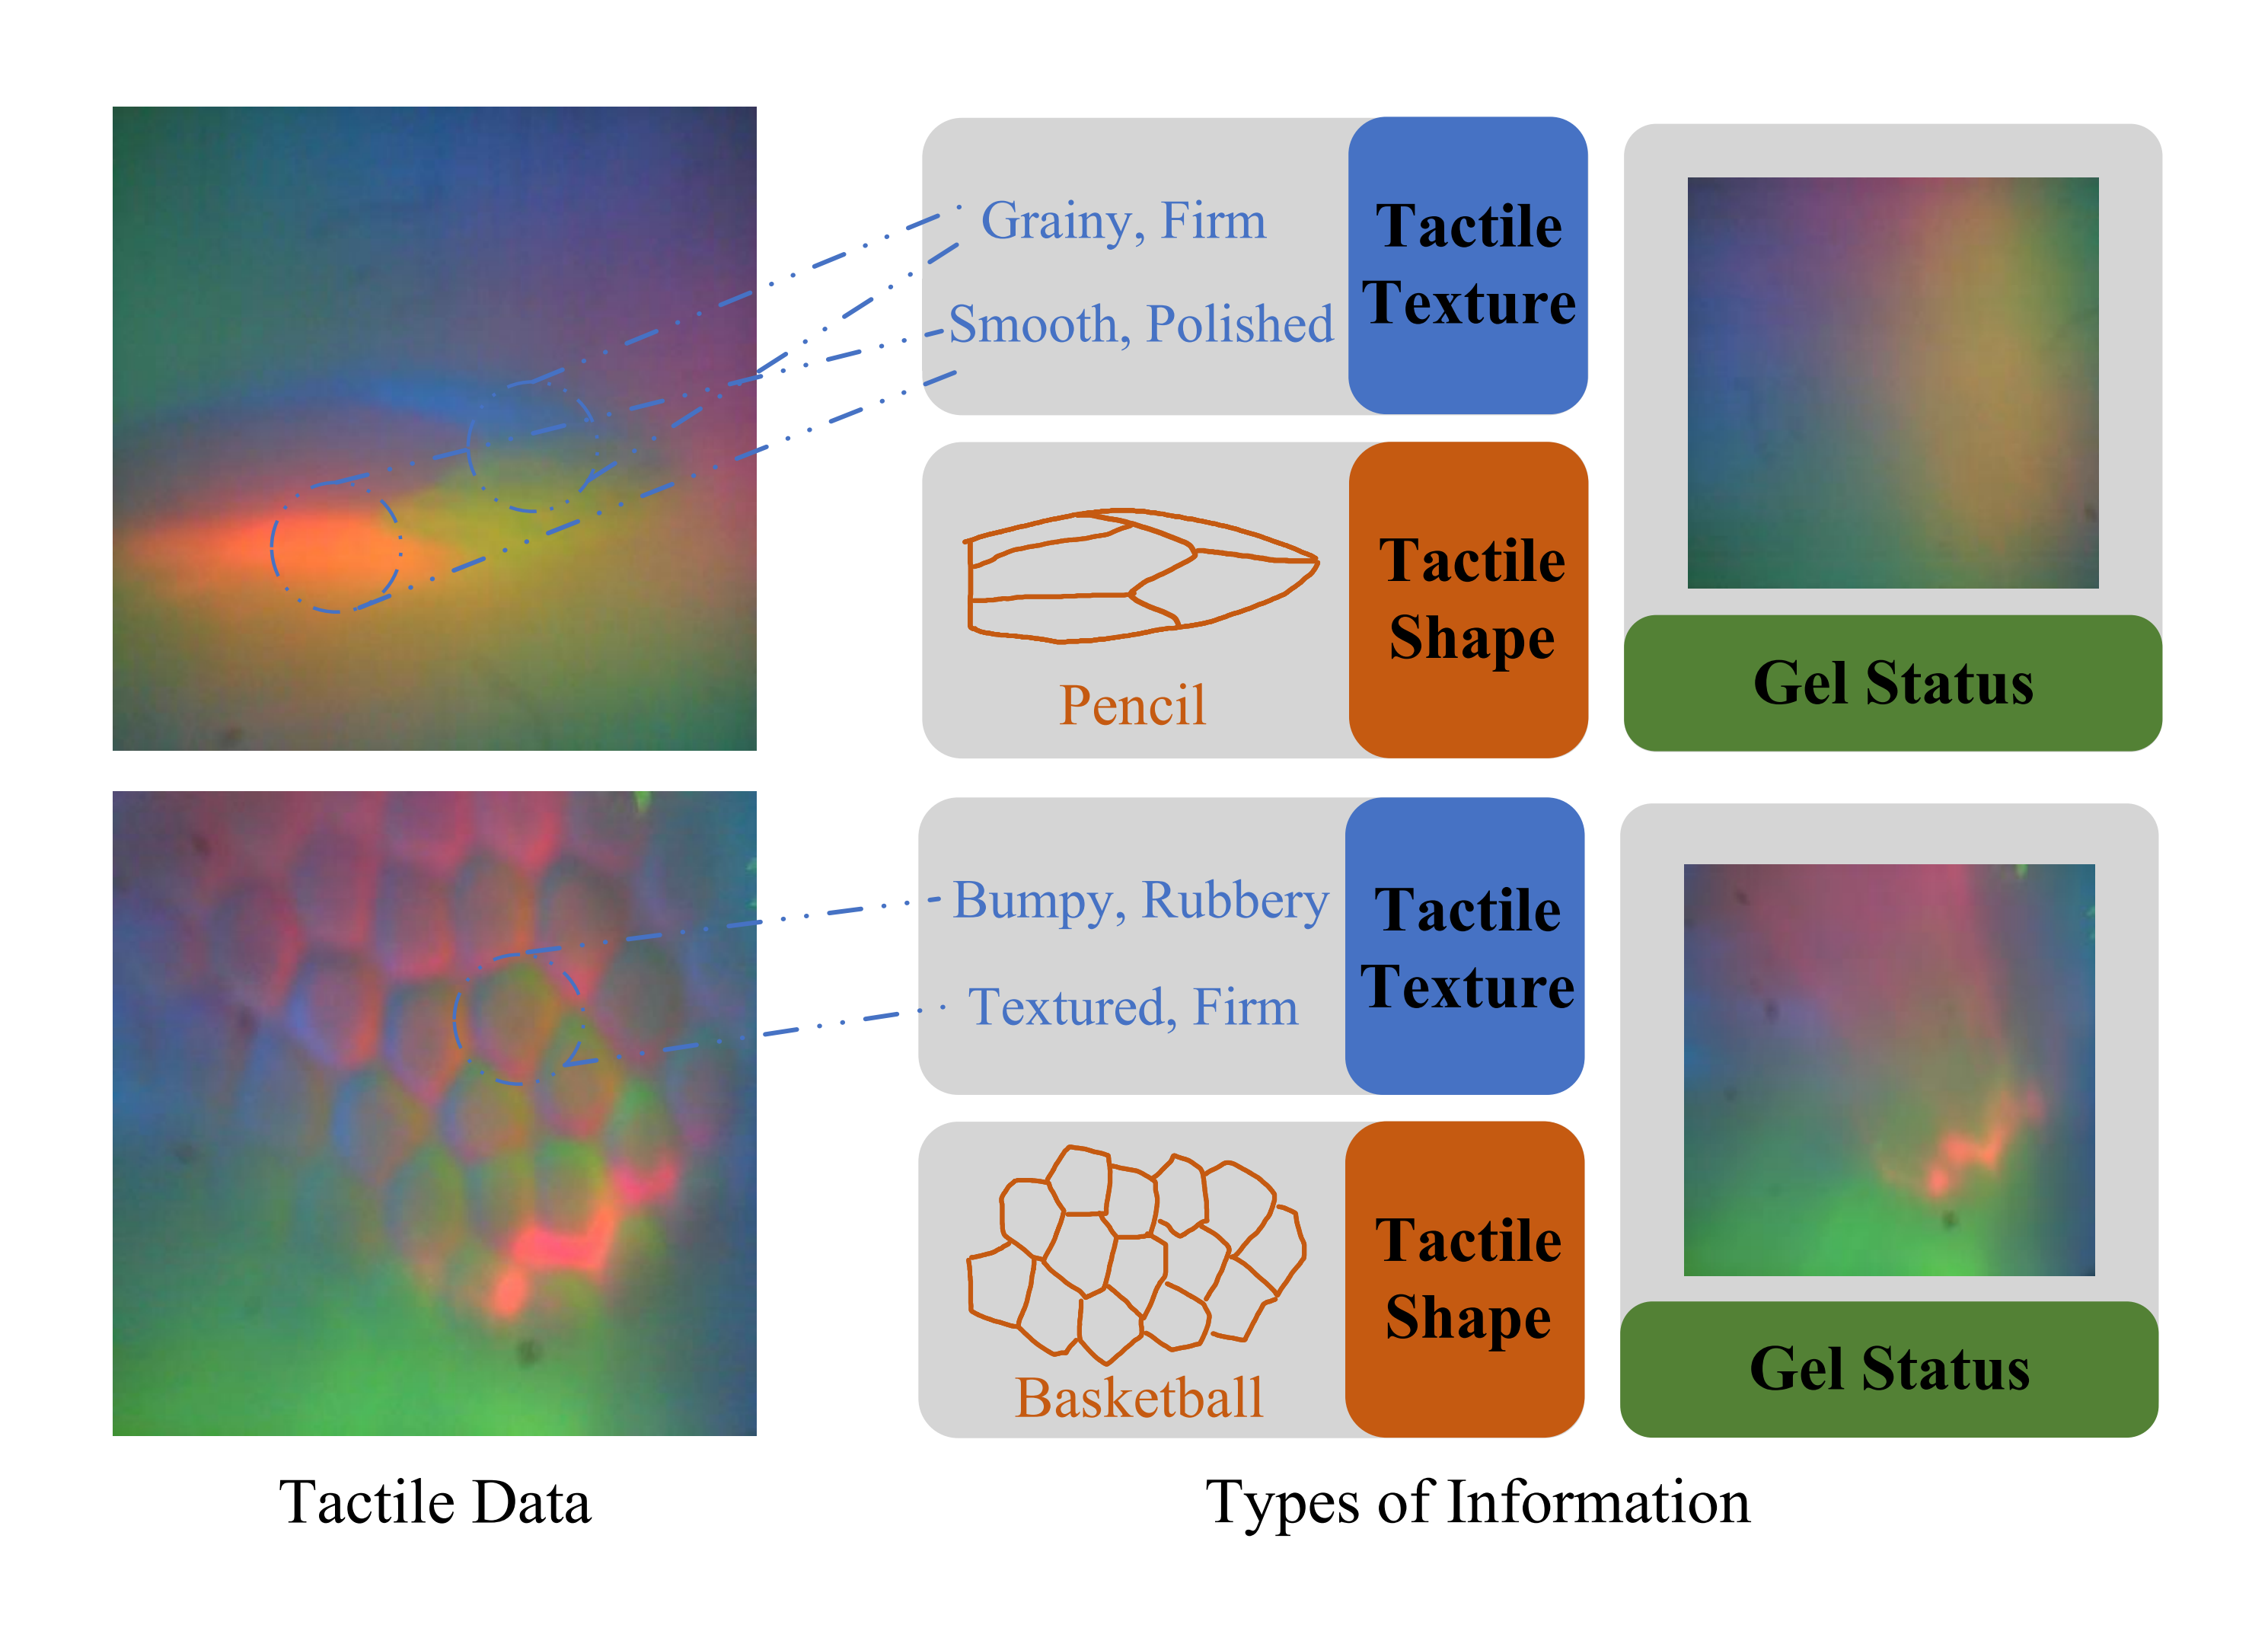 Grainy, Firm
Smooth, Polished
Tactile
Texture
Tactile
Shape
Pencil
Gel Status
Bumpy, Rubbery
Textured, Firm
Tactile
Texture
Tactile
Shape
Basketball
Gel Status
Tactile Data
Types of Information